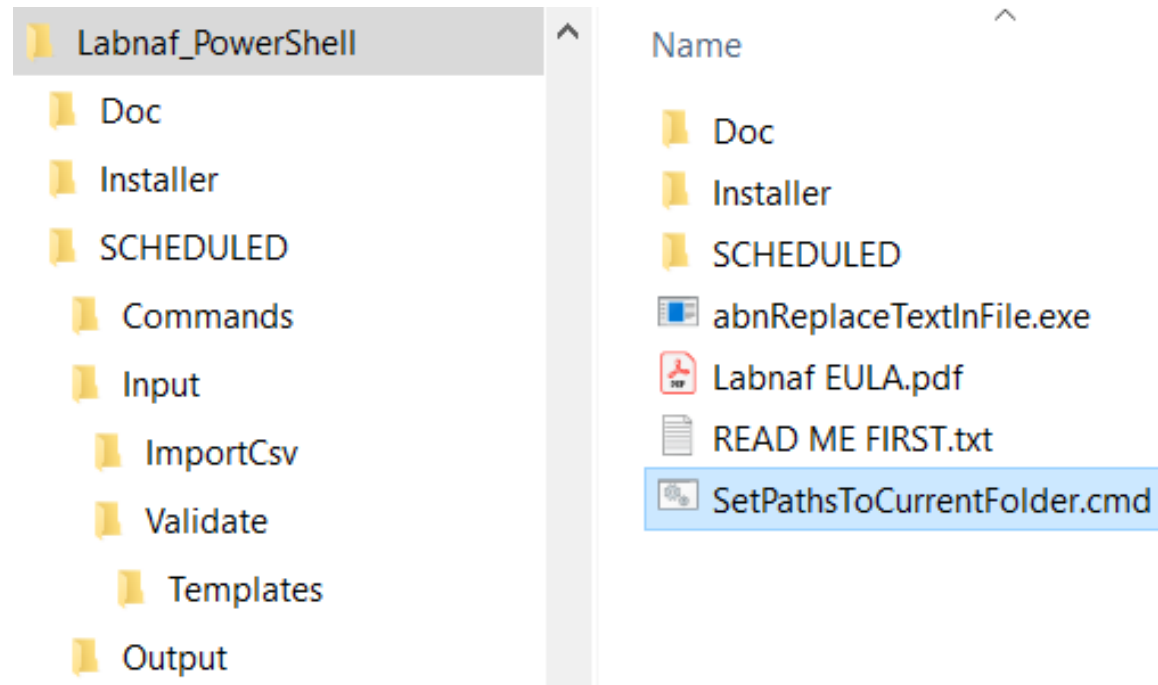 Labnaf_PowerShell
Doc
Installer
SCHEDULED
Commands
Input
ImportCsv
Validate
Templates
Output
Name
Doc
Installer
SCHEDULED
abnReplaceTextInFile.exe
Labnaf EULA.pdf
READ ME FIRST.txt
SetPathsToCurrentFolder.cmd